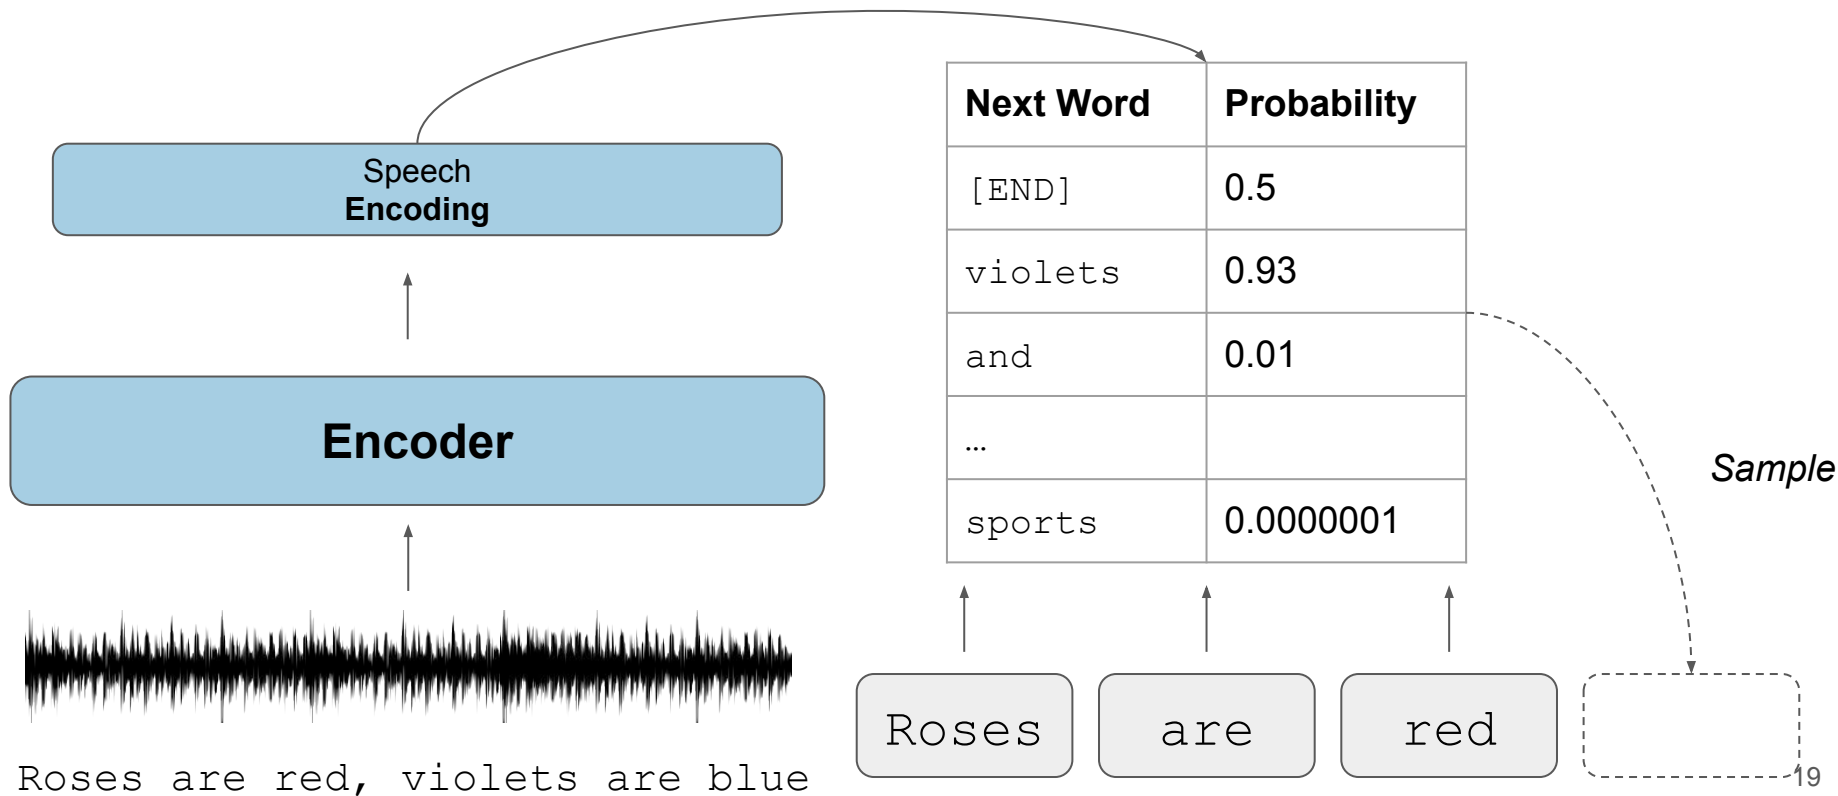 Speech
Encoding
Encoder
Roses are red, violets are blue
Next Word Probability
[END] 0.5
violets 0.93
and 0.01
…
sports 0.0000001
Sample
Roses are red
19